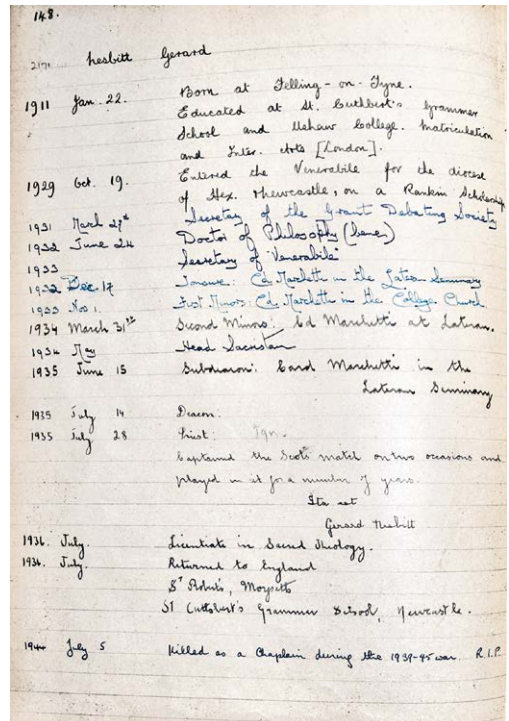 148.
2171 Nesbitt Gerard
1911 Jan. 22. Born at Felling-on-Tyne.
Educated at St. Cuthbert's Grammar
School and Ushaw College. Matriculation
and Inter. Arts [London].
1929 Oct. 19. Entered the Venerabile for the diocese
of Hex. Newcastle, on a Rankin Scholarship
1931 March 27th Secretary of the Grant Debating Society
1932 June 24 Doctor of Philosophy (bene)
1933 Secretary of 'Venerabile'
1932 Dec. 17 Tonsure: Cd Marchetti in the Lateran Seminary
1933 Nov 1. First Minors: Cd. Marchetti in the College Church
1934 March 31st Second Minors: Cd Marchetti at Lateran.
1934 May Head Sacristan
1935 June 15 Subdiacon: Card Marchetti in the
Lateran Seminary
1935 July 14 Deacon.
1935 July 28 Priest:
Captained the Scots match on two occasions and
played in it for a number of years.
Ita est
Gerard Nesbitt
1936. July. Licentiate in Sacred Theology.
1936. July. Returned to England
St Robert's, Morpeth
St Cuthbert's Grammar School, Newcastle.
1944 July 5 Killed as a Chaplain during the 1939-45 war. R.I.P.